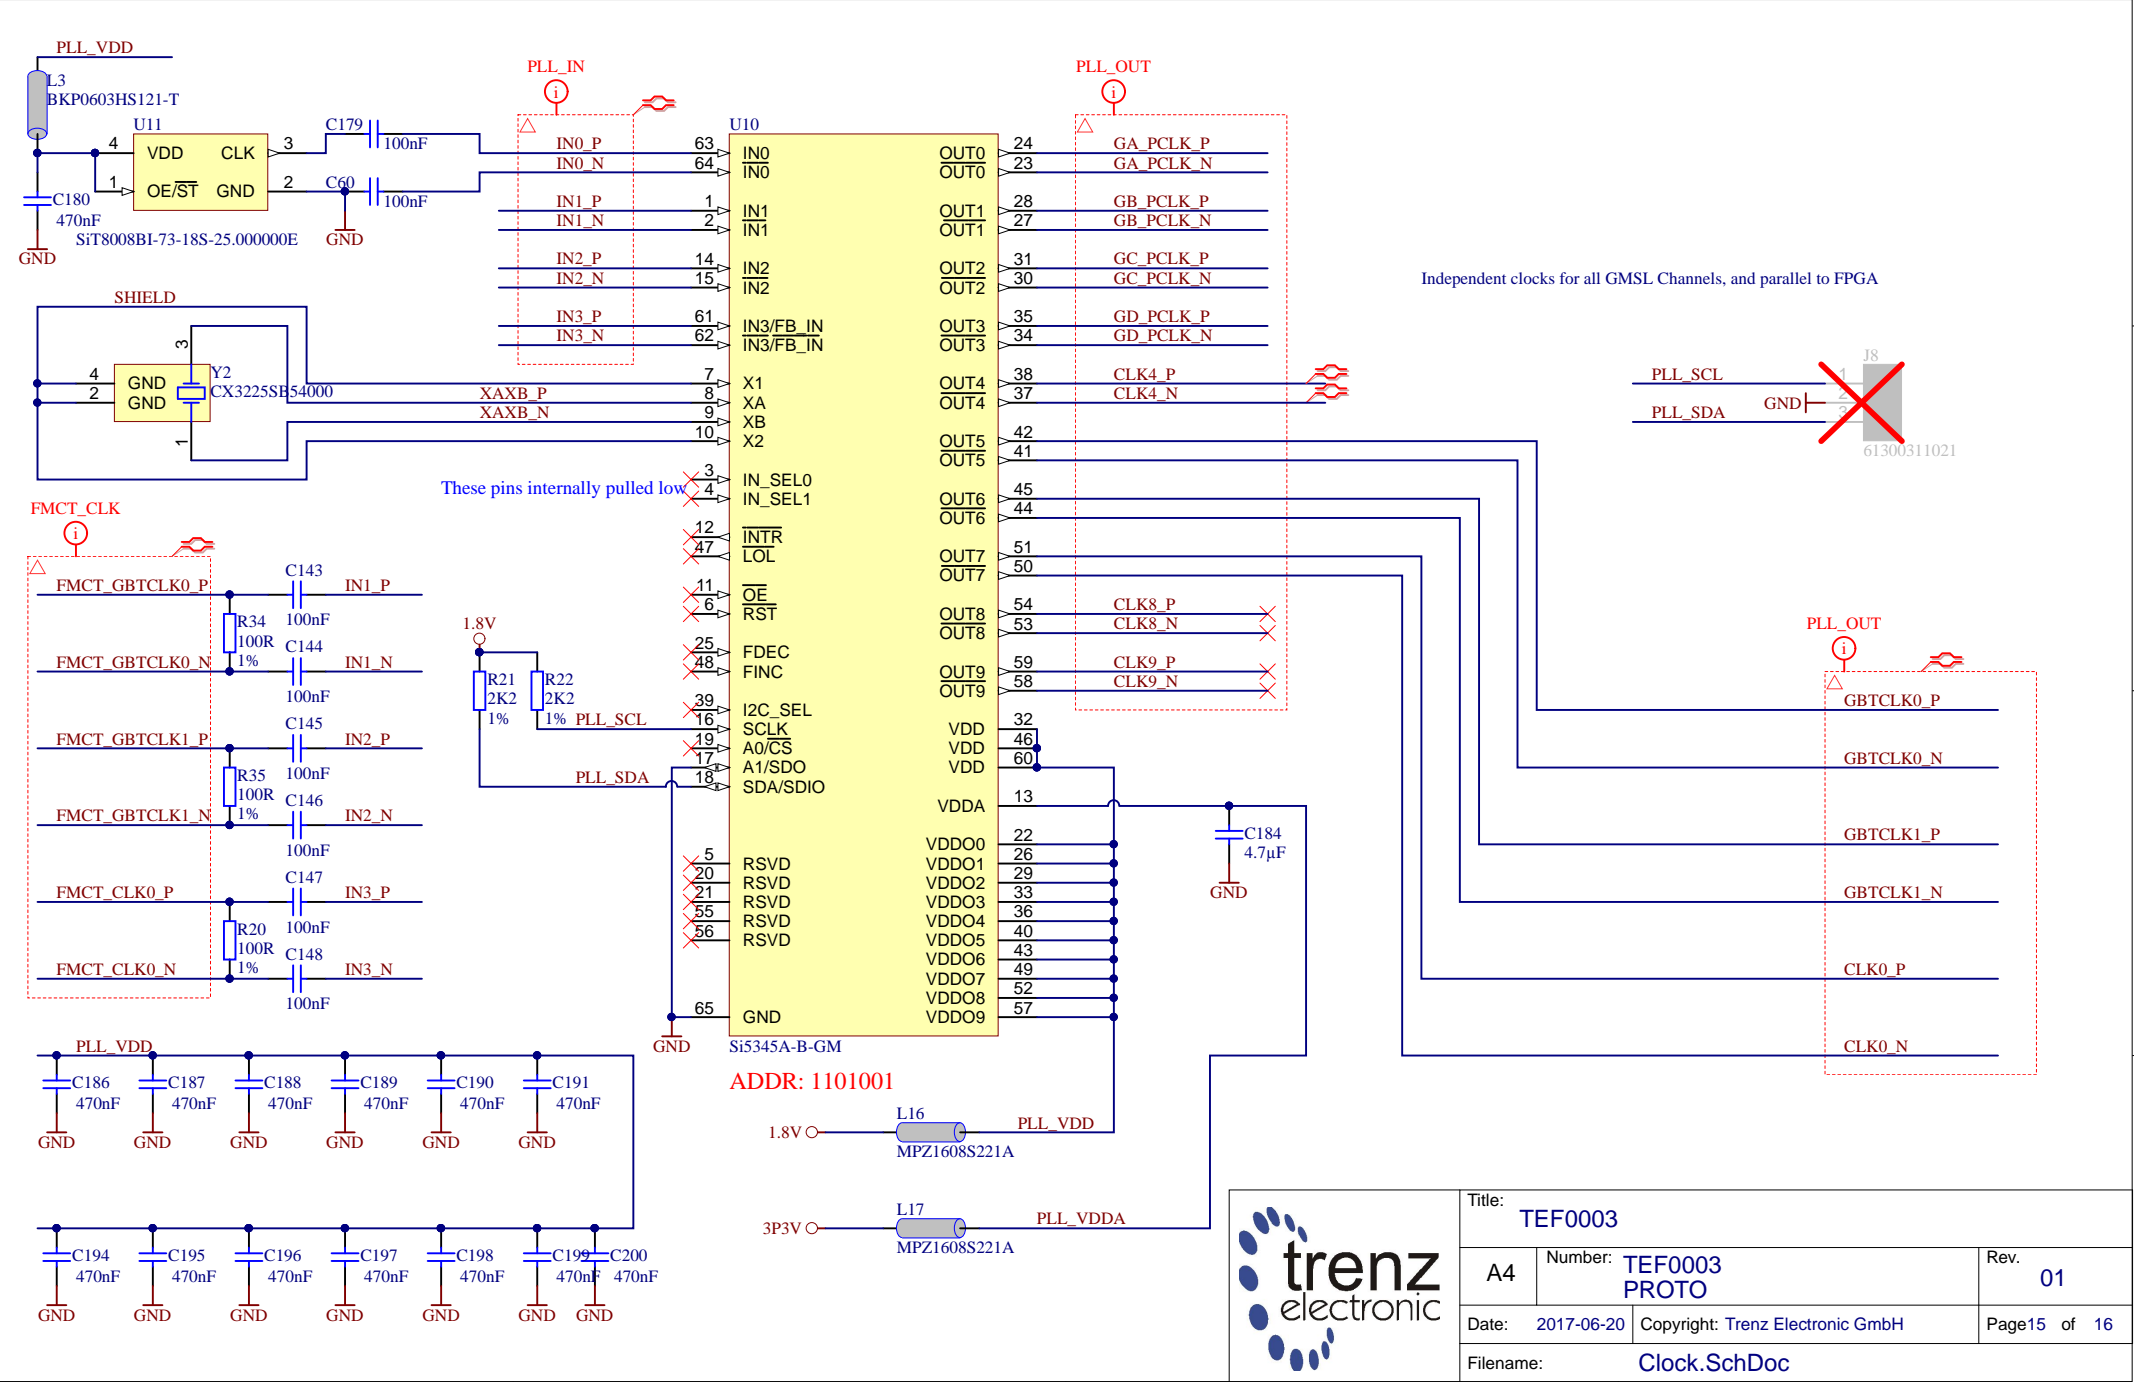 PLL_VDD
L3
BKP0603HS121-T
U11
4 VDD CLK 3
1 OE/ST GND 2
SiT8008BI-73-18S-25.000000E
C180
470nF
GND
C179
100nF
C60
100nF
GND
SHIELD
3
4 GND
2 GND
1
Y2
CX3225SB54000
XAXB_P
XAXB_N
PLL_IN
i
IN0_P
IN0_N
IN1_P
IN1_N
IN2_P
IN2_N
IN3_P
IN3_N
These pins internally pulled low
FMCT_CLK
i
FMCT_GBTCLK0_P
C143
100nF
IN1_P
R34
100R
1%
FMCT_GBTCLK0_N
C144
100nF
IN1_N
FMCT_GBTCLK1_P
C145
100nF
IN2_P
R35
100R
1%
FMCT_GBTCLK1_N
C146
100nF
IN2_N
FMCT_CLK0_P
C147
100nF
IN3_P
R20
100R
1%
FMCT_CLK0_N
C148
100nF
IN3_N
1.8V
R21
2K2
1%
R22
2K2
1%
PLL_SCL
PLL_SDA
GND
U10
63 IN0
64 IN0
1 IN1
2 IN1
14 IN2
15 IN2
61 IN3/FB_IN
62 IN3/FB_IN
7 X1
8 XA
9 XB
10 X2
3 IN_SEL0
4 IN_SEL1
12 INTR
47 LOL
11 OE
6 RST
25 FDEC
48 FINC
39 I2C_SEL
16 SCLK
19 A0/CS
17 A1/SDO
18 SDA/SDIO
5 RSVD
20 RSVD
21 RSVD
55 RSVD
56 RSVD
65 GND
OUT0 24
OUT0 23
OUT1 28
OUT1 27
OUT2 31
OUT2 30
OUT3 35
OUT3 34
OUT4 38
OUT4 37
OUT5 42
OUT5 41
OUT6 45
OUT6 44
OUT7 51
OUT7 50
OUT8 54
OUT8 53
OUT9 59
OUT9 58
VDD 32
VDD 46
VDD 60
VDDA 13
VDDO0 22
VDDO1 26
VDDO2 29
VDDO3 33
VDDO4 36
VDDO5 40
VDDO6 43
VDDO7 49
VDDO8 52
VDDO9 57
Si5345A-B-GM
ADDR: 1101001
PLL_OUT
i
GA_PCLK_P
GA_PCLK_N
GB_PCLK_P
GB_PCLK_N
GC_PCLK_P
GC_PCLK_N
GD_PCLK_P
GD_PCLK_N
CLK4_P
CLK4_N
CLK8_P
CLK8_N
CLK9_P
CLK9_N
C184
4.7µF
GND
Independent clocks for all GMSL Channels, and parallel to FPGA
J8
PLL_SCL 1
GND 2
PLL_SDA 3
61300311021
PLL_OUT
i
GBTCLK0_P
GBTCLK0_N
GBTCLK1_P
GBTCLK1_N
CLK0_P
CLK0_N
PLL_VDD
C186 C187 C188 C189 C190 C191
470nF 470nF 470nF 470nF 470nF 470nF
GND GND GND GND GND GND
C194 C195 C196 C197 C198 C199 C200
470nF 470nF 470nF 470nF 470nF 470nF 470nF
GND GND GND GND GND GND GND
L16
1.8V PLL_VDD
MPZ1608S221A
L17
3P3V PLL_VDDA
MPZ1608S221A
trenz
electronic
Title: TEF0003
A4 Number: TEF0003
PROTO
Rev. 01
Date: 2017-06-20 Copyright: Trenz Electronic GmbH Page15 of 16
Filename: Clock.SchDoc